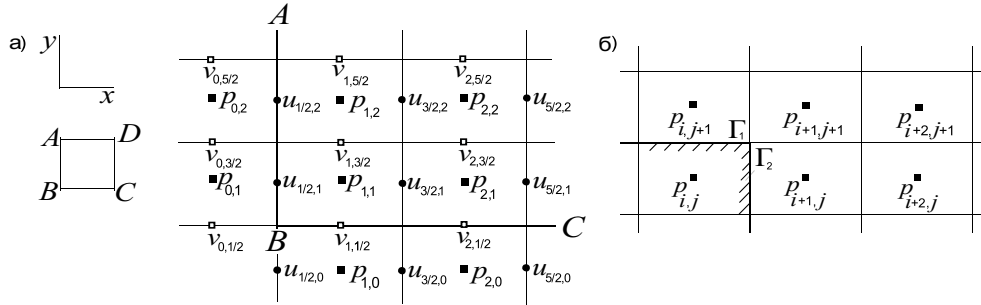 а)
y
x
A D
B C
A
v0,5/2 v1,5/2 v2,5/2
p0,2 u1/2,2 p1,2 u3/2,2 p2,2 u5/2,2
v0,3/2 v1,3/2 v2,3/2
p0,1 u1/2,1 p1,1 u3/2,1 p2,1 u5/2,1
v0,1/2 B v1,1/2 v2,1/2 C
u1/2,0 p1,0 u3/2,0 p2,0 u5/2,0
б)
pi,j+1 pi+1,j+1 pi+2,j+1
Γ1
Γ2
pi,j pi+1,j pi+2,j